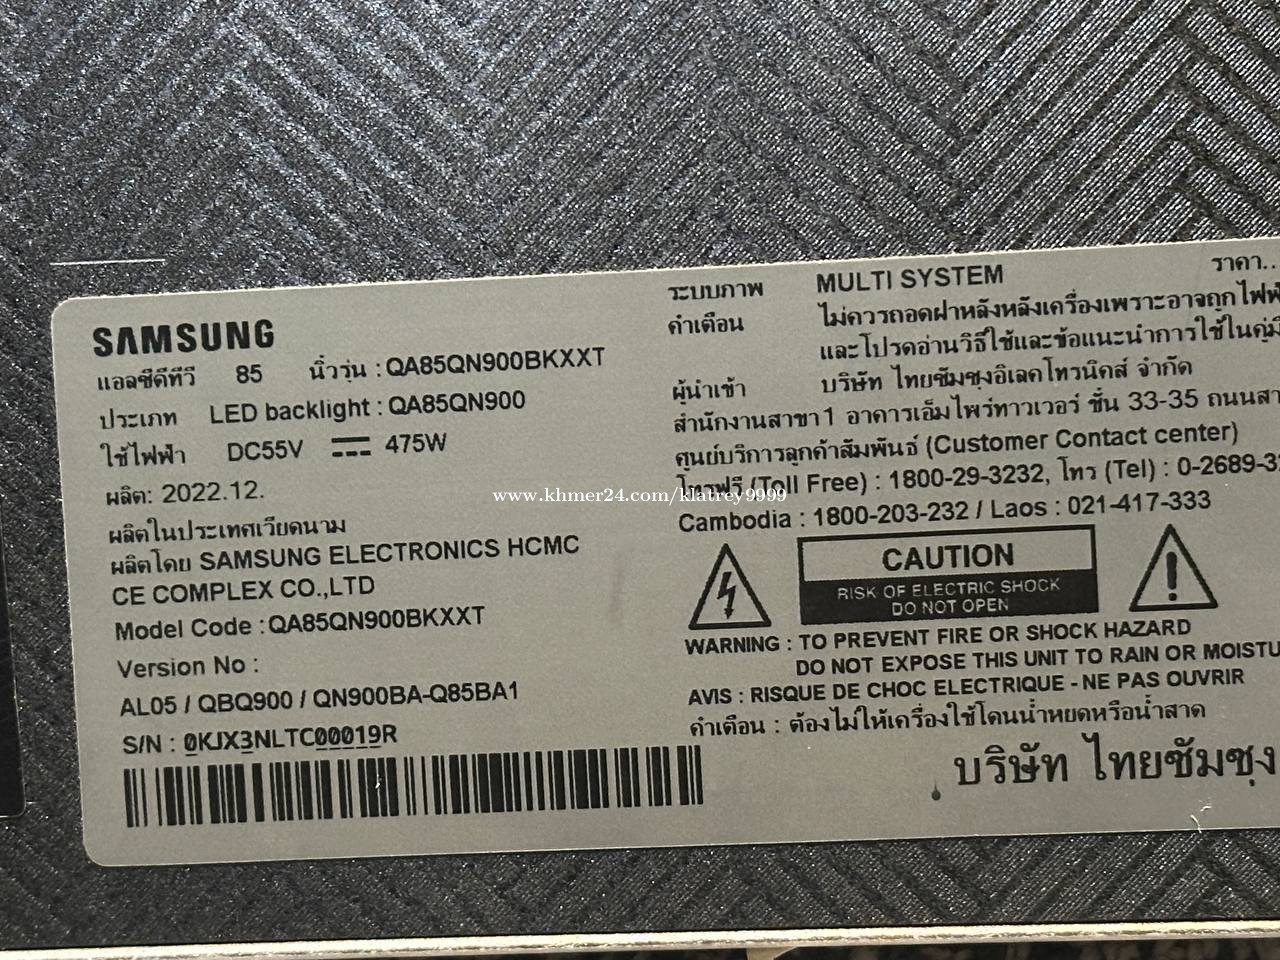 SAMSUNG
แอลซีดีทีวี 85 นิ้วรุ่น : QA85QN900BKXXT
ประเภท LED backlight : QA85QN900
ใช้ไฟฟ้า DC55V 475W
ผลิต: 2022.12.
ผลิตในประเทศเวียดนาม
ผลิตโดย SAMSUNG ELECTRONICS HCMC
CE COMPLEX CO.,LTD
Model Code : QA85QN900BKXXT
Version No :
AL05 / QBQ900 / QN900BA-Q85BA1
S/N : 0KJX3NLTC00019R
ระบบภาพ MULTI SYSTEM ราคา..
คำเตือน ไม่ควรถอดฝาหลังหลังเครื่องเพราะอาจถูกไฟฟ้
และโปรดอ่านวิธีใช้และข้อแนะนำการใช้ในคู่มื
ผู้นำเข้า บริษัท ไทยซัมซุงอิเลคโทรนิคส์ จำกัด
สำนักงานสาขา1 อาคารเอ็มไพร์ทาวเวอร์ ชั้น 33-35 ถนนสา
ศูนย์บริการลูกค้าสัมพันธ์ (Customer Contact center)
โทรฟรี (Toll Free) : 1800-29-3232, โทร (Tel) : 0-2689-32
Cambodia : 1800-203-232 / Laos : 021-417-333
CAUTION
RISK OF ELECTRIC SHOCK
DO NOT OPEN
WARNING : TO PREVENT FIRE OR SHOCK HAZARD
DO NOT EXPOSE THIS UNIT TO RAIN OR MOISTU
AVIS : RISQUE DE CHOC ELECTRIQUE - NE PAS OUVRIR
คำเตือน : ต้องไม่ให้เครื่องใช้โดนน้ำหยดหรือน้ำสาด
บริษัท ไทยซัมซุง
www.khmer24.com/klatrey9999